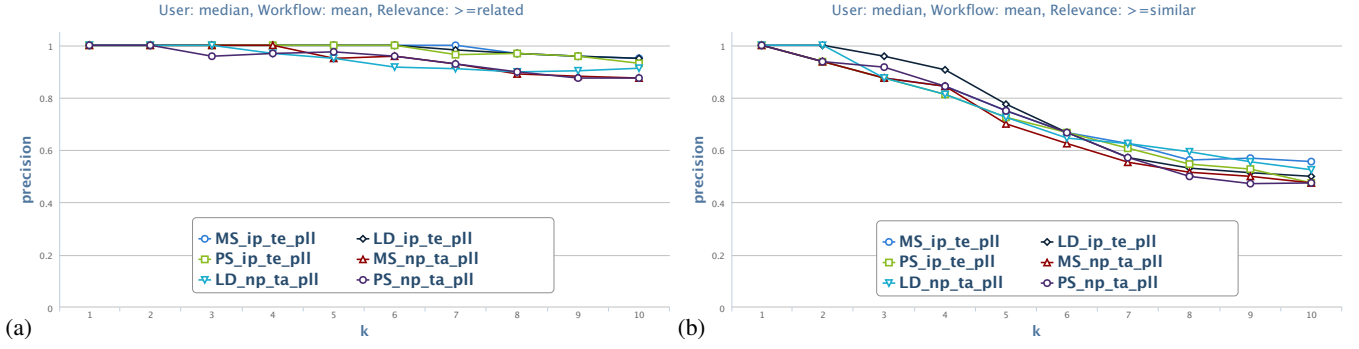 User: median, Workflow: mean, Relevance: >=related
1
0.8
0.6
0.4
0.2
0
precision
MS_ip_te_pll LD_ip_te_pll
PS_ip_te_pll MS_np_ta_pll
LD_np_ta_pll PS_np_ta_pll
1 2 3 4 5 6 7 8 9 10
k
(a)
User: median, Workflow: mean, Relevance: >=similar
1
0.8
0.6
0.4
0.2
0
precision
MS_ip_te_pll LD_ip_te_pll
PS_ip_te_pll MS_np_ta_pll
LD_np_ta_pll PS_np_ta_pll
1 2 3 4 5 6 7 8 9 10
k
(b)